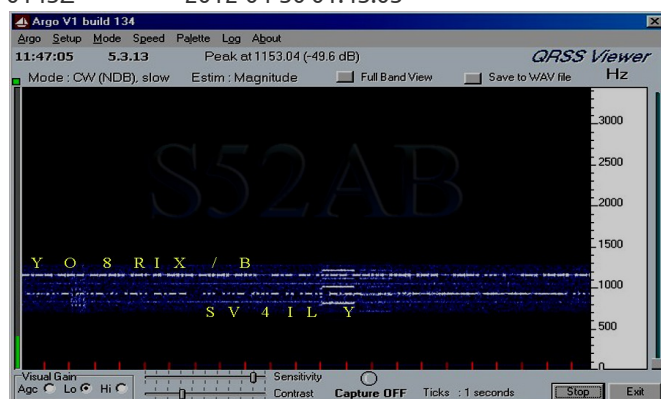 Argo V1 build 134
Argo Setup Mode Speed Palette Log About
11:47:05 5.3.13 Peak at 1153.04 (-49.6 dB) QRSS Viewer
Mode : CW (NDB), slow Estim : Magnitude Full Band View Save to WAV file Hz
S52AB
3000
2500
2000
1500
Y O 8 R I X / B
1000
S V 4 I L Y
500
0
Visual Gain
Agc Lo Hi
Sensitivity
Contrast Capture OFF Ticks : 1 seconds Stop Exit